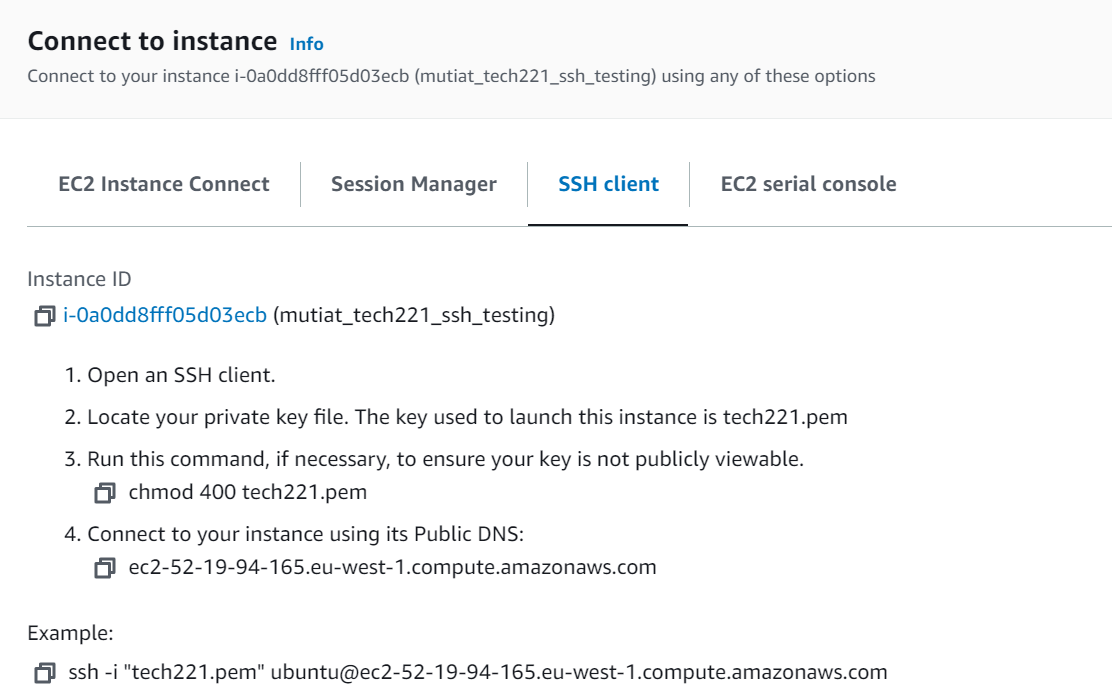 Connect to instance Info
Connect to your instance i-0a0dd8fff05d03ecb (mutiat_tech221_ssh_testing) using any of these options
EC2 Instance Connect Session Manager SSH client EC2 serial console
Instance ID
i-0a0dd8fff05d03ecb (mutiat_tech221_ssh_testing)
1. Open an SSH client.
2. Locate your private key file. The key used to launch this instance is tech221.pem
3. Run this command, if necessary, to ensure your key is not publicly viewable.
chmod 400 tech221.pem
4. Connect to your instance using its Public DNS:
ec2-52-19-94-165.eu-west-1.compute.amazonaws.com
Example:
ssh -i "tech221.pem" ubuntu@ec2-52-19-94-165.eu-west-1.compute.amazonaws.com